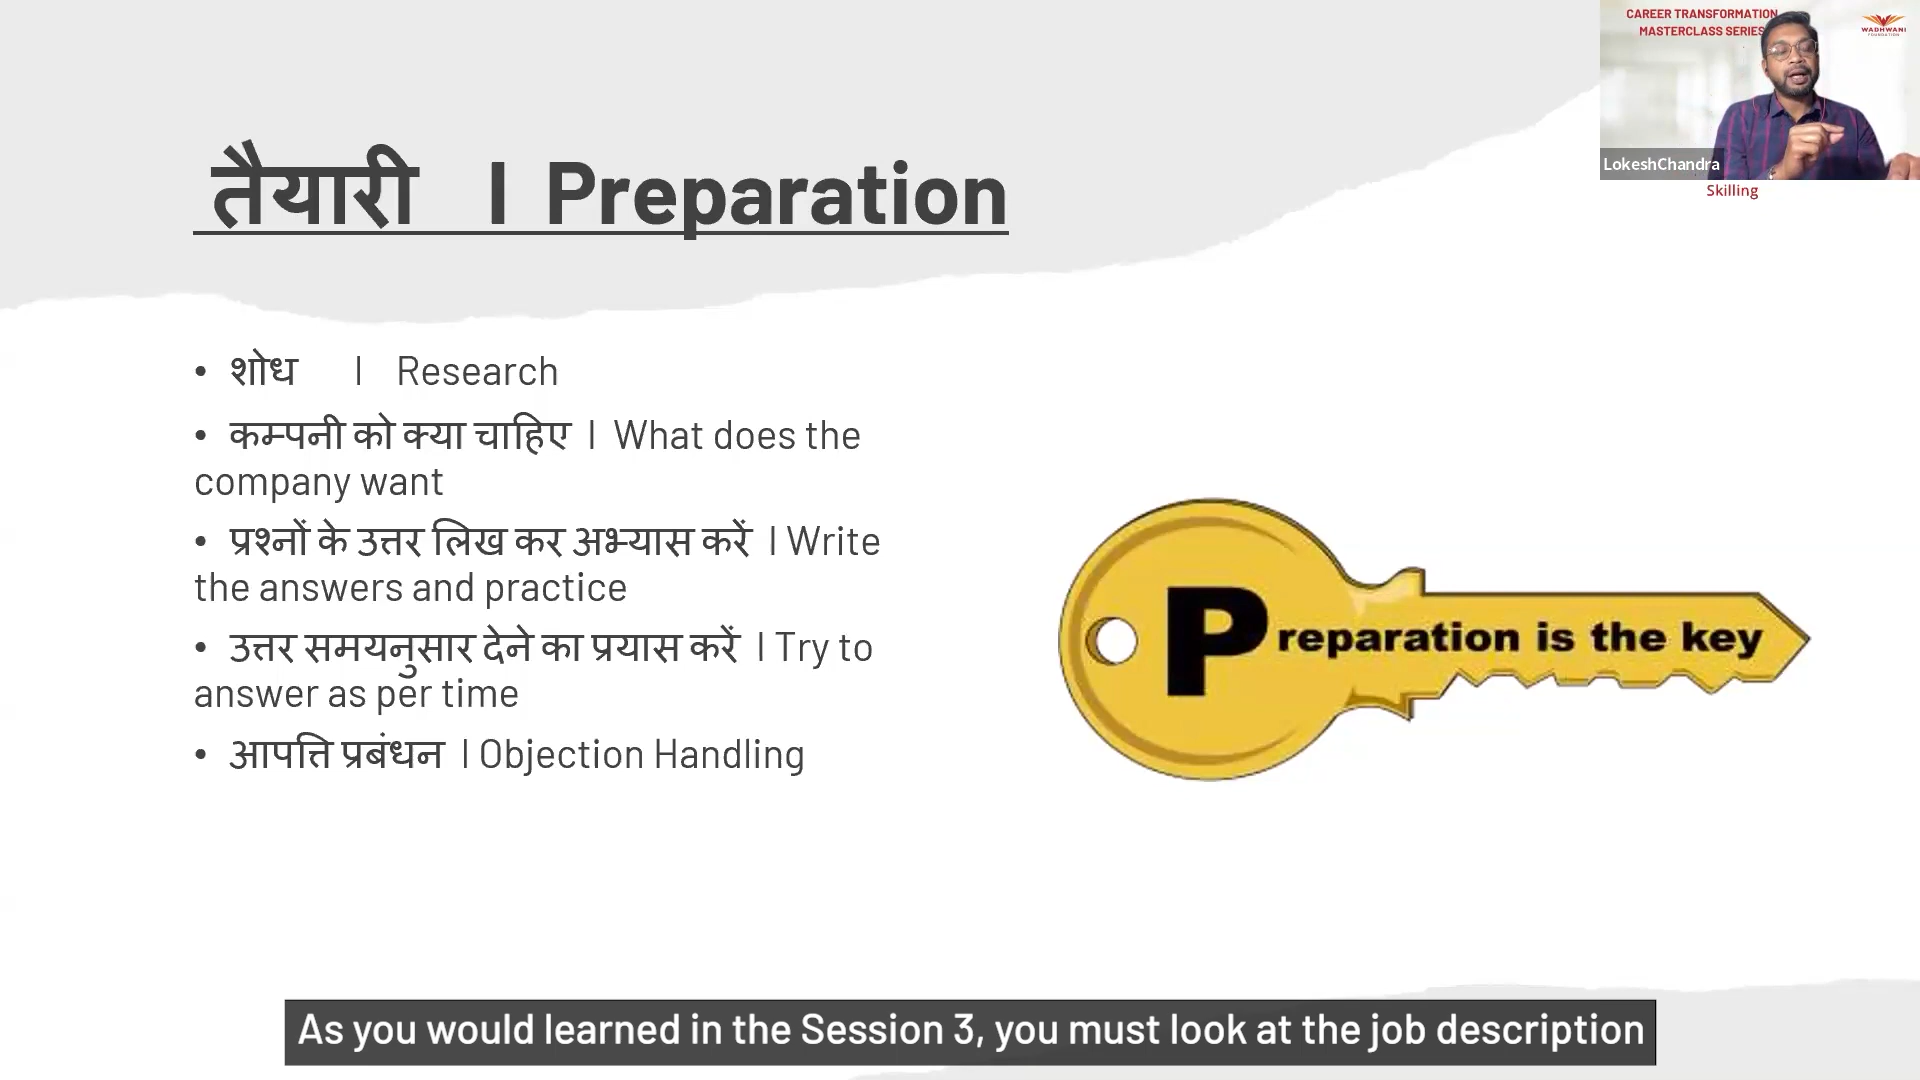 CAREER TRANSFORMATION
MASTERCLASS SERIES
WADHWANI
FOUNDATION
LokeshChandra
Skilling
तैयारी I Preparation
• शोध I Research
• कम्पनी को क्या चाहिए I What does the
company want
• प्रश्नों के उत्तर लिख कर अभ्यास करें I Write
the answers and practice
• उत्तर समयनुसार देने का प्रयास करें I Try to
answer as per time
• आपत्ति प्रबंधन I Objection Handling
Preparation is the key
As you would learned in the Session 3, you must look at the job description